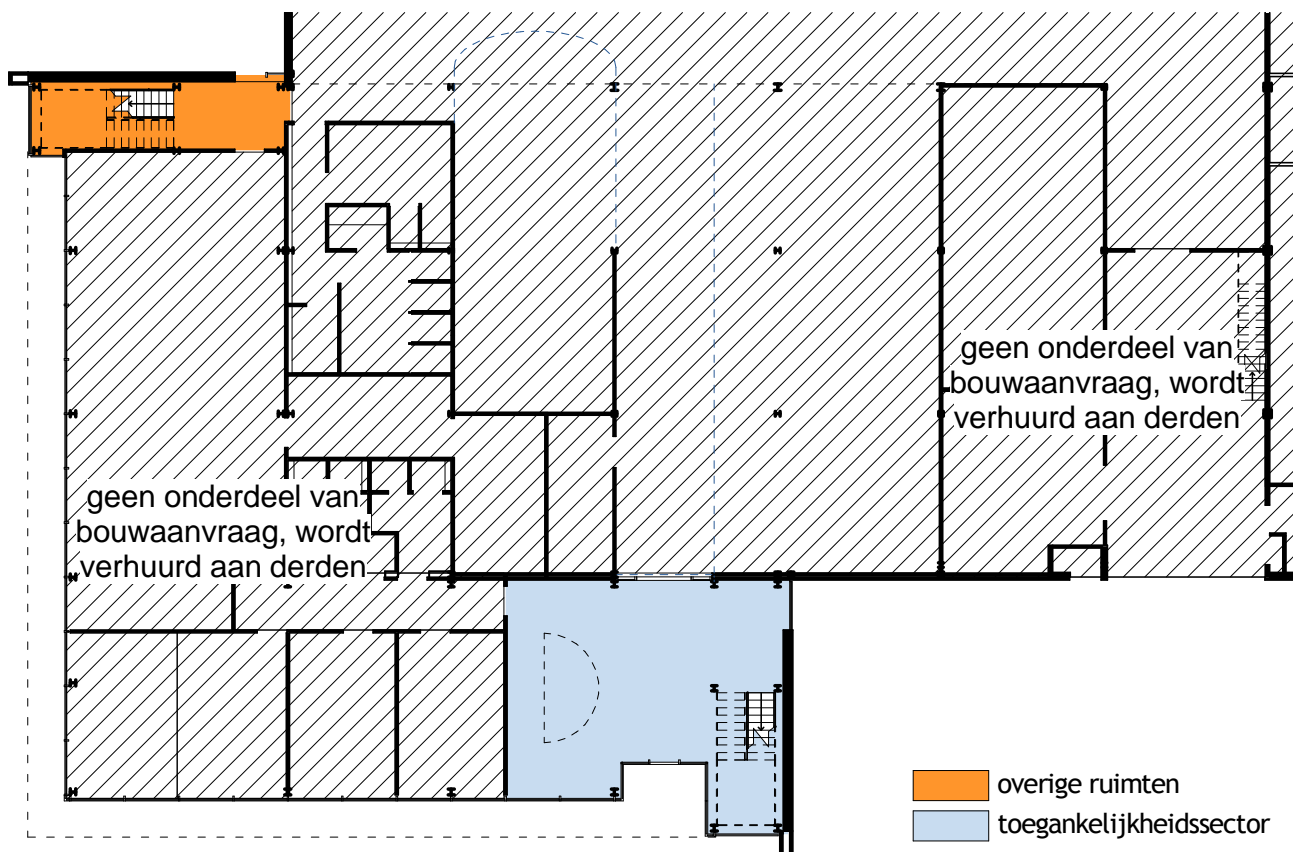 geen onderdeel van
bouwaanvraag, wordt
verhuurd aan derden
geen onderdeel van
bouwaanvraag, wordt
verhuurd aan derden
overige ruimten
toegankelijkheidssector